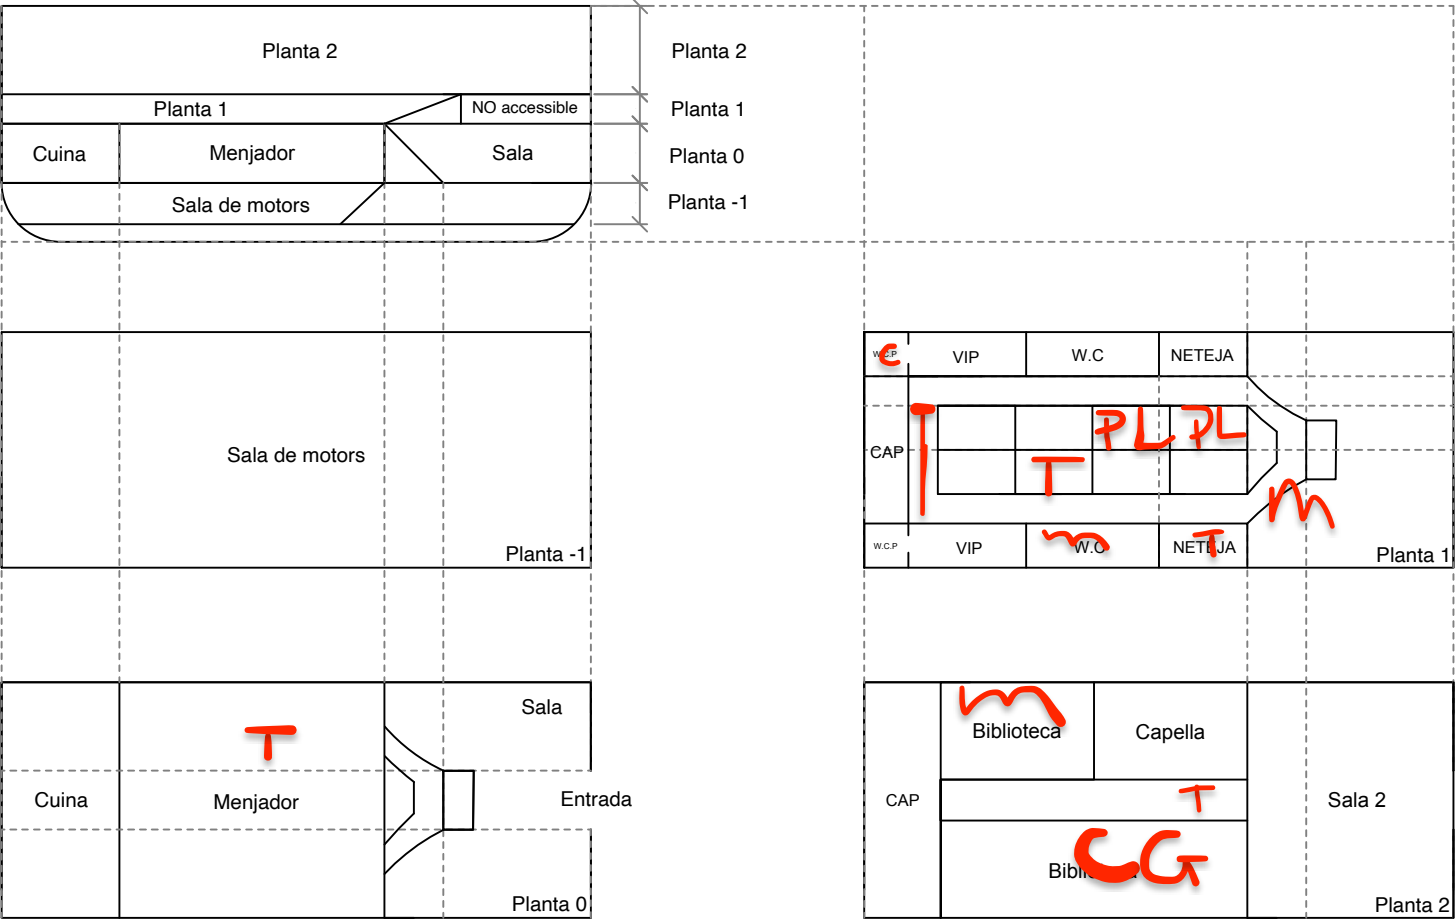 Planta 2
Planta 2
Planta 1
NO accessible
Planta 1
Cuina
Menjador
Sala
Planta 0
Sala de motors
Planta -1
Sala de motors
Planta -1
W.C.P
C
VIP
W.C
NETEJA
T
PL
PL
CAP
T
m
W.C.P
VIP
m
W.C
T
NETEJA
Planta 1
Sala
T
Cuina
Menjador
Entrada
Planta 0
m
Biblioteca
Capella
CAP
T
Sala 2
CG
Planta 2